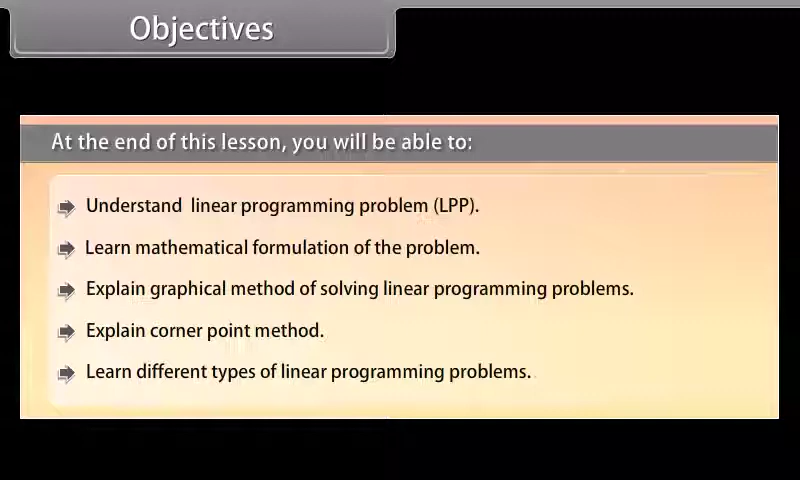 Objectives
At the end of this lesson, you will be able to:
Understand linear programming problem (LPP).
Learn mathematical formulation of the problem.
Explain graphical method of solving linear programming problems.
Explain corner point method.
Learn different types of linear programming problems.